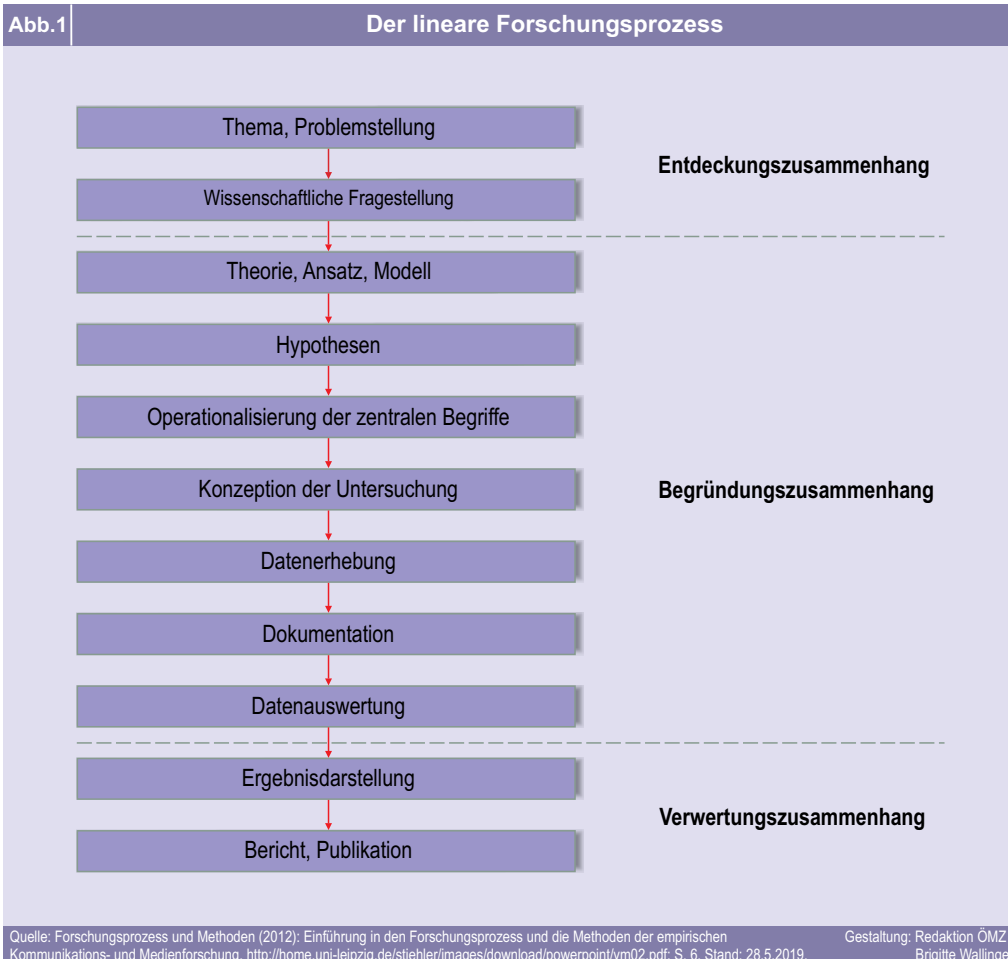 Abb.1
Der lineare Forschungsprozess
Thema, Problemstellung
Entdeckungszusammenhang
Wissenschaftliche Fragestellung
Theorie, Ansatz, Modell
Hypothesen
Operationalisierung der zentralen Begriffe
Konzeption der Untersuchung
Begründungszusammenhang
Datenerhebung
Dokumentation
Datenauswertung
Ergebnisdarstellung
Verwertungszusammenhang
Bericht, Publikation
Quelle: Forschungsprozess und Methoden (2012): Einführung in den Forschungsprozess und die Methoden der empirischen
Kommunikations- und Medienforschung, http://home.uni-leipzig.de/stiehler/images/download/powerpoint/vm02.pdf; S. 6, Stand: 28.5.2019.
Gestaltung: Redaktion ÖMZ
Brigitte